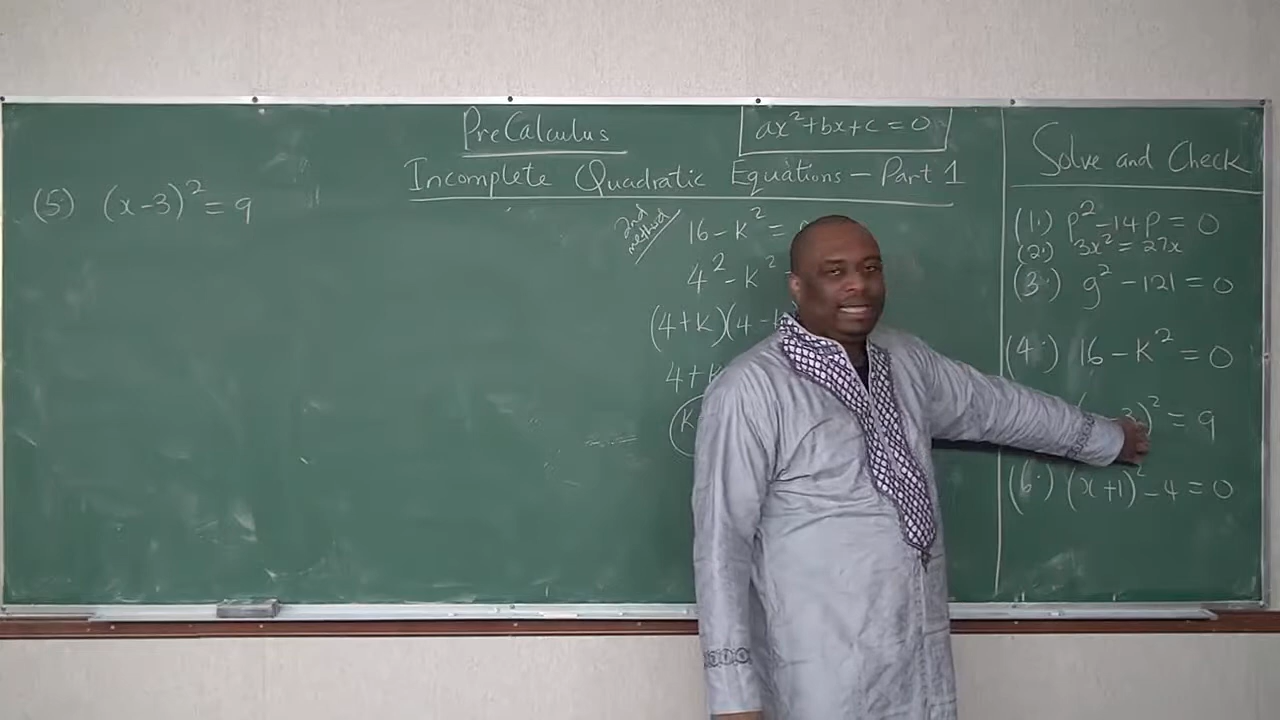 PreCalculus
ax²+bx+c=0
Incomplete Quadratic Equations – Part 1
(5.) (x-3)²=9
2nd method
16-k²=
4²-k²
(4+k)(4-k
4+k
k
Solve and Check
(1.) p²-14p=0
(2.) 3x²=27x
(3.) g²-121=0
(4.) 16-k²=0
-3)²=9
(6.) (x+1)²-4=0